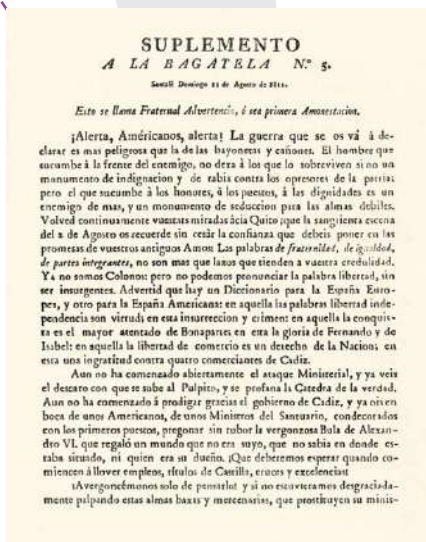 SUPLEMENTO
A LA BAGATELA N.º 5.
Santafé Domingo 11 de Agosto de 1811.
Esto se llama Fraternal Advertencia, ó sea primera Amonestacion.
¡Alerta, Américanos, alerta! La guerra que se os vá á de-
clarar es mas peligrosa que la de las bayonetas y cañones. El hombre que
sucumbe à la frente del enemigo, no dexa á los que lo sobreviven si no un
monumento de indignacion y de rabia contra los opresores de la patria;
pero el que sucumbe à los honores, ù los puestos, á las dignidades es un
enemigo de mas, y un monumento de seduccion para las almas debiles.
Volved continuamente vuestras miradas ácia Quito ¡que la sangrienta escena
del 2 de Agosto os recuerde sin cesár la confianza que debeis poner en las
promesas de vuestros antiguos Amos! Las palabras de fraternidad, de igualdad,
de partes integrantes, no son mas que lazos que tienden a vuestra credulidad.
Ya no somos Colonos: pero no podemos pronunciar la palabra libertad, sin
ser insurgentes. Advertid que hay un Diccionario para la España Euro-
pea, y otro para la España Americana: en aquella las palabras libertad inde-
pendencia son virtud; en esta insurreccion y crimen: en aquella la conquis-
ta es el mayor atentado de Bonaparte; en esta la gloria de Fernando y de
Isabel: en aquella la libertad de comercio es un derecho de la Nacion; en
esta una ingratitud contra quatro comerciantes de Cadiz.
Aun no ha comenzado abiertamente el ataque Ministerial, y ya veis
el descaro con que se sube al Pulpito, y se profana la Catedra de la verdad.
Aun no ha comenzado à prodigar gracias el gobierno de Cadiz, y ya ois en
boca de unos Americanos, de unos Ministros del Santuario, condecorados
con los primeros puestos, pregonar sin rubor la vergonzosa Bula de Alexan-
dro VI. que regaló un mundo que no era suyo, que no sabia en donde es-
taba situado, ni quien era su dueño. ¡Que deberemos esperar quando co-
miencen à llover empleos, titulos de Castilla, cruces y excelencias!
¡Avergoncémonos solo de pensarlo! y si no estuvieramos desgraciada-
mente palpando estas almas baxas y mercenarias, que prostituyen su minis-